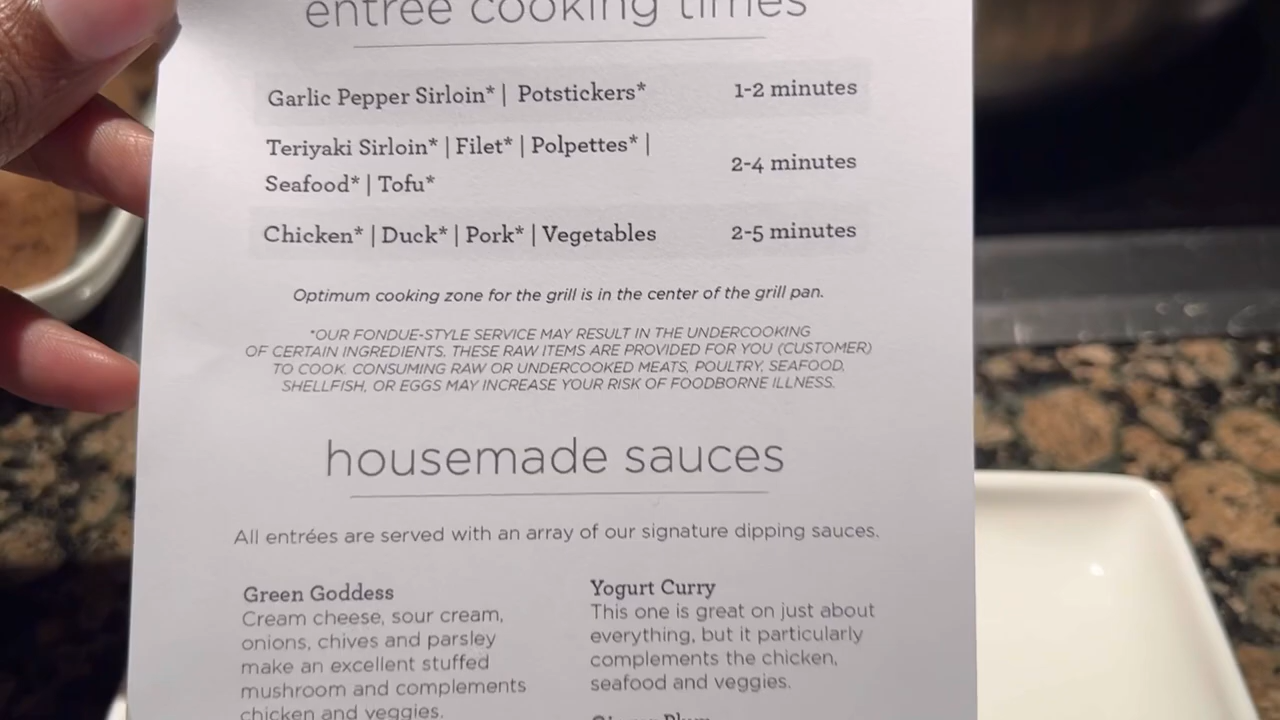 entrée cooking times
Garlic Pepper Sirloin* | Potstickers* 1-2 minutes
Teriyaki Sirloin* | Filet* | Polpettes* |
Seafood* | Tofu* 2-4 minutes
Chicken* | Duck* | Pork* | Vegetables 2-5 minutes
Optimum cooking zone for the grill is in the center of the grill pan.
*OUR FONDUE-STYLE SERVICE MAY RESULT IN THE UNDERCOOKING
OF CERTAIN INGREDIENTS. THESE RAW ITEMS ARE PROVIDED FOR YOU (CUSTOMER)
TO COOK. CONSUMING RAW OR UNDERCOOKED MEATS, POULTRY, SEAFOOD,
SHELLFISH, OR EGGS MAY INCREASE YOUR RISK OF FOODBORNE ILLNESS.
housemade sauces
All entrées are served with an array of our signature dipping sauces.
Green Goddess
Cream cheese, sour cream,
onions, chives and parsley
make an excellent stuffed
mushroom and complements
chicken and veggies.
Yogurt Curry
This one is great on just about
everything, but it particularly
complements the chicken,
seafood and veggies.